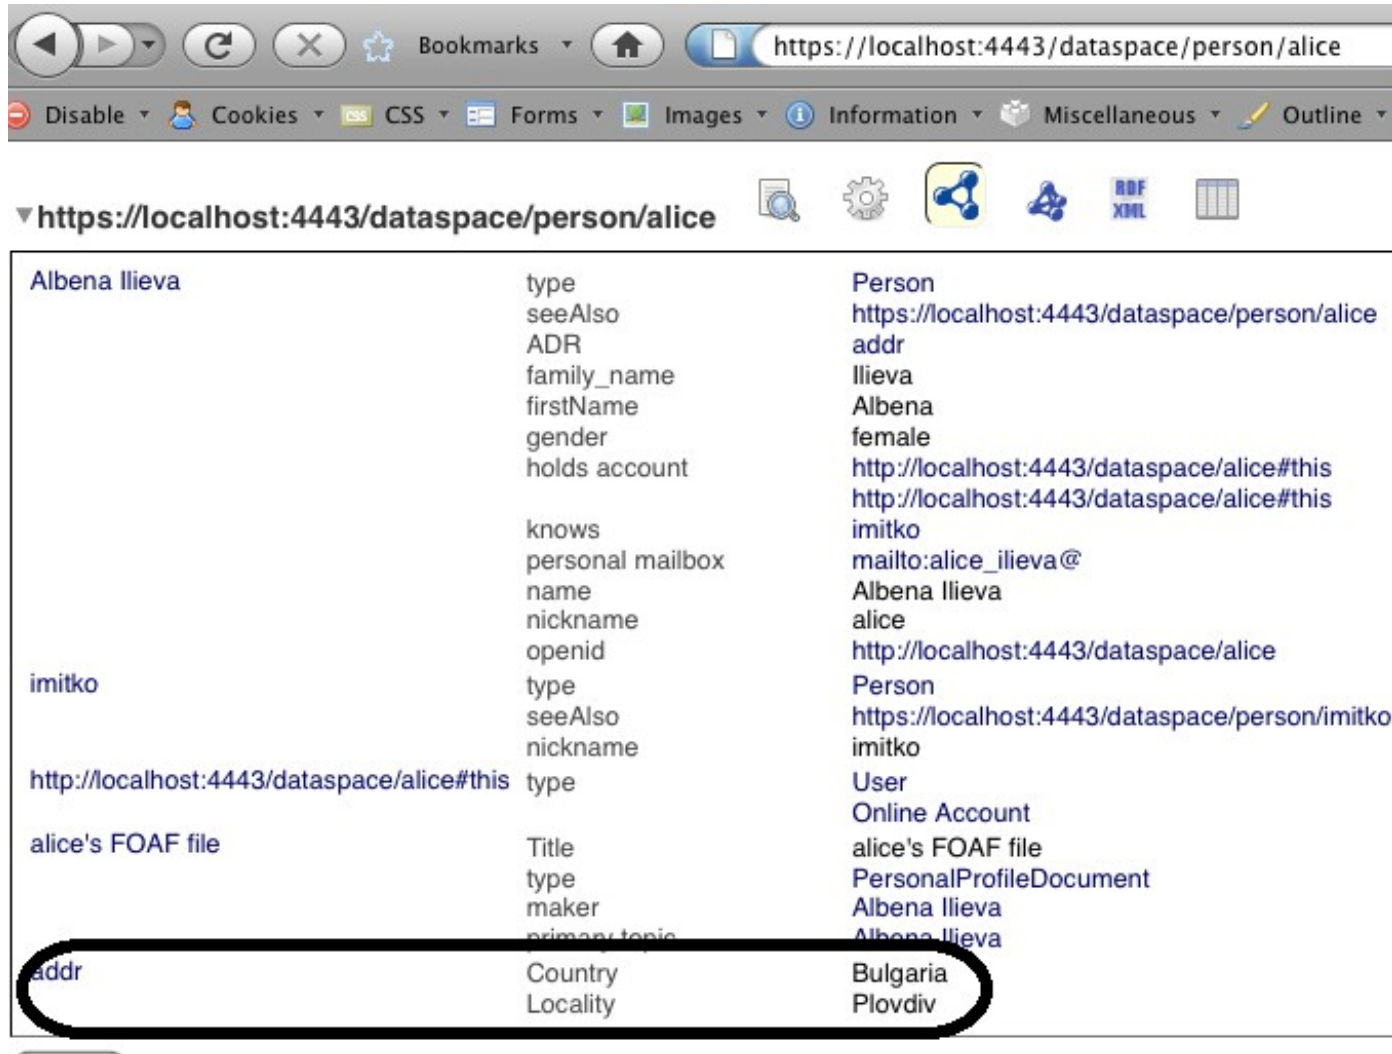 Bookmarks https://localhost:4443/dataspace/person/alice
Disable Cookies CSS CSS Forms Images Information Miscellaneous Outline
https://localhost:4443/dataspace/person/alice RDF XML
Albena Ilieva type Person
seeAlso https://localhost:4443/dataspace/person/alice
ADR addr
family_name Ilieva
firstName Albena
gender female
holds account http://localhost:4443/dataspace/alice#this
http://localhost:4443/dataspace/alice#this
knows imitko
personal mailbox mailto:alice_ilieva@
name Albena Ilieva
nickname alice
openid http://localhost:4443/dataspace/alice
imitko type Person
seeAlso https://localhost:4443/dataspace/person/imitko
nickname imitko
http://localhost:4443/dataspace/alice#this type User
Online Account
alice's FOAF file Title alice's FOAF file
type PersonalProfileDocument
maker Albena Ilieva
primary topic Albena Ilieva
addr Country Bulgaria
Locality Plovdiv